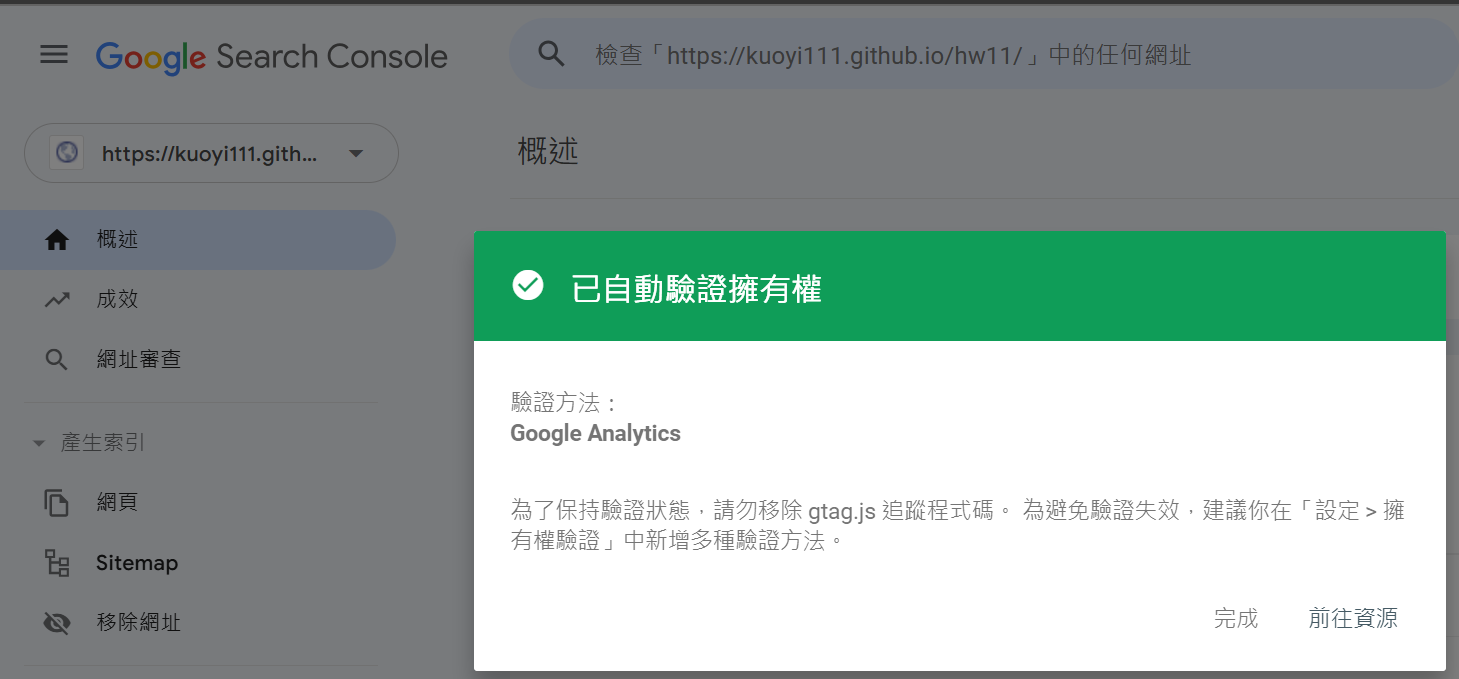 Google Search Console
檢查「https://kuoyi111.github.io/hw11/」中的任何網址
https://kuoyi111.gith...
概述
概述
成效
網址審查
產生索引
網頁
Sitemap
移除網址
已自動驗證擁有權
驗證方法：
Google Analytics
為了保持驗證狀態，請勿移除 gtag.js 追蹤程式碼。 為避免驗證失效，建議你在「設定 > 擁
有權驗證」中新增多種驗證方法。
完成
前往資源